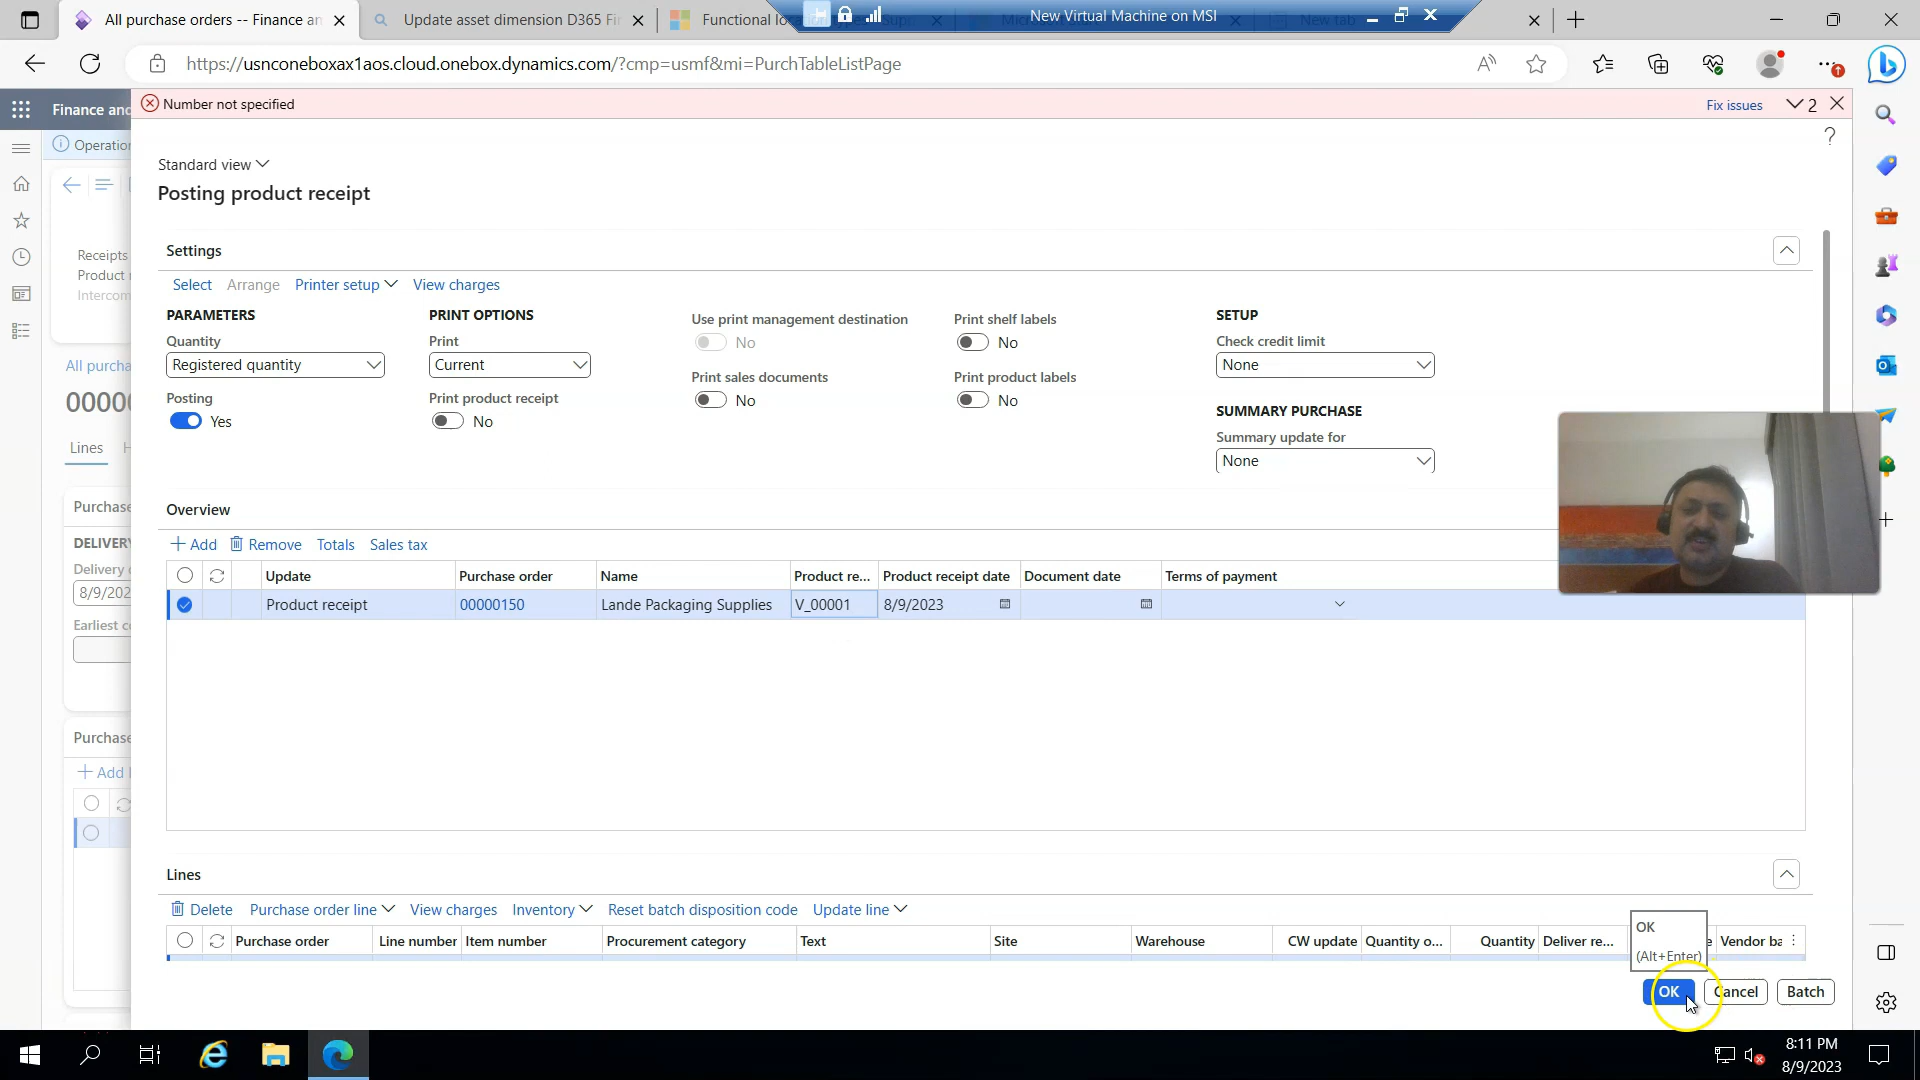 All purchase orders -- Finance an
Update asset dimension D365 Fi
Functional lo
New Virtual Machine on MSI
New tab
https://usnconeboxax1aos.cloud.onebox.dynamics.com/?cmp=usmf&mi=PurchTableListPage
Finance and
Number not specified
Fix issues
2
Operation
?
Standard view
Posting product receipt
Receipts
Product r
Intercom
All purcha
0000
Lines
H
Purchase
DELIVERY
Delivery d
8/9/202
Earliest c
Purchase
Add l
Settings
Select Arrange Printer setup View charges
PARAMETERS
Quantity
Registered quantity
Posting
Yes
PRINT OPTIONS
Print
Current
Print product receipt
No
Use print management destination
No
Print sales documents
No
Print shelf labels
No
Print product labels
No
SETUP
Check credit limit
None
SUMMARY PURCHASE
Summary update for
None
Overview
Add Remove Totals Sales tax
Update Purchase order Name Product re... Product receipt date Document date Terms of payment
Product receipt 00000150 Lande Packaging Supplies V_00001 8/9/2023
Lines
Delete Purchase order line View charges Inventory Reset batch disposition code Update line
Purchase order Line number Item number Procurement category Text Site Warehouse CW update Quantity o... Quantity Deliver re... e Vendor ba
OK
(Alt+Enter)
OK Cancel Batch
8:11 PM
8/9/2023